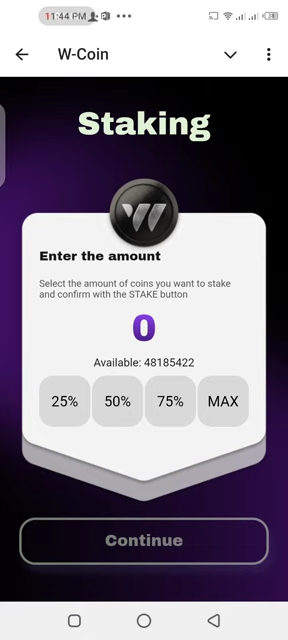 11:44 PM
W-Coin
Staking
Enter the amount
Select the amount of coins you want to stake
and confirm with the STAKE button
0
Available: 48185422
25% 50% 75% MAX
Continue